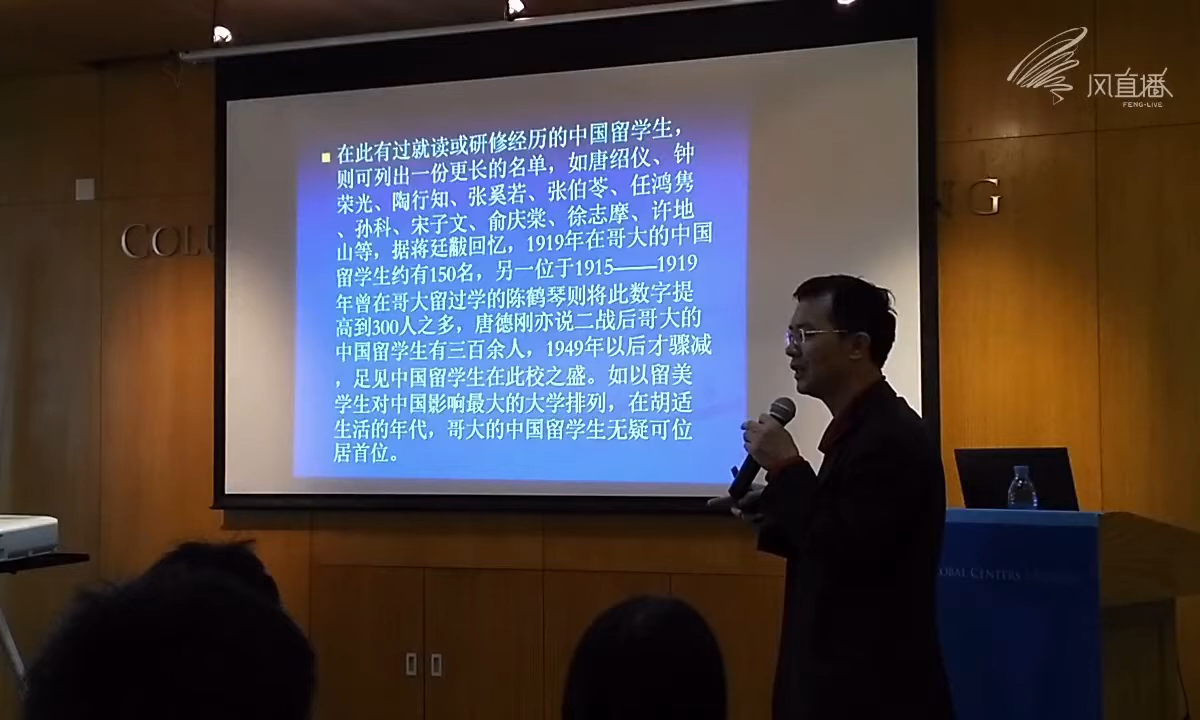 风直播
FENG-LIVE
在此有过就读或研修经历的中国留学生，
则可列出一份更长的名单，如唐绍仪、钟
荣光、陶行知、张奚若、张伯苓、任鸿隽
、孙科、宋子文、俞庆棠、徐志摩、许地
山等，据蒋廷黻回忆，1919年在哥大的中国
留学生约有150名，另一位于1915——1919
年曾在哥大留过学的陈鹤琴则将此数字提
高到300人之多，唐德刚亦说二战后哥大的
中国留学生有三百余人，1949年以后才骤减
，足见中国留学生在此校之盛。如以留美
学生对中国影响最大的大学排列，在胡适
生活的年代，哥大的中国留学生无疑可位
居首位。
COLU
NG
OBAL CENTERS